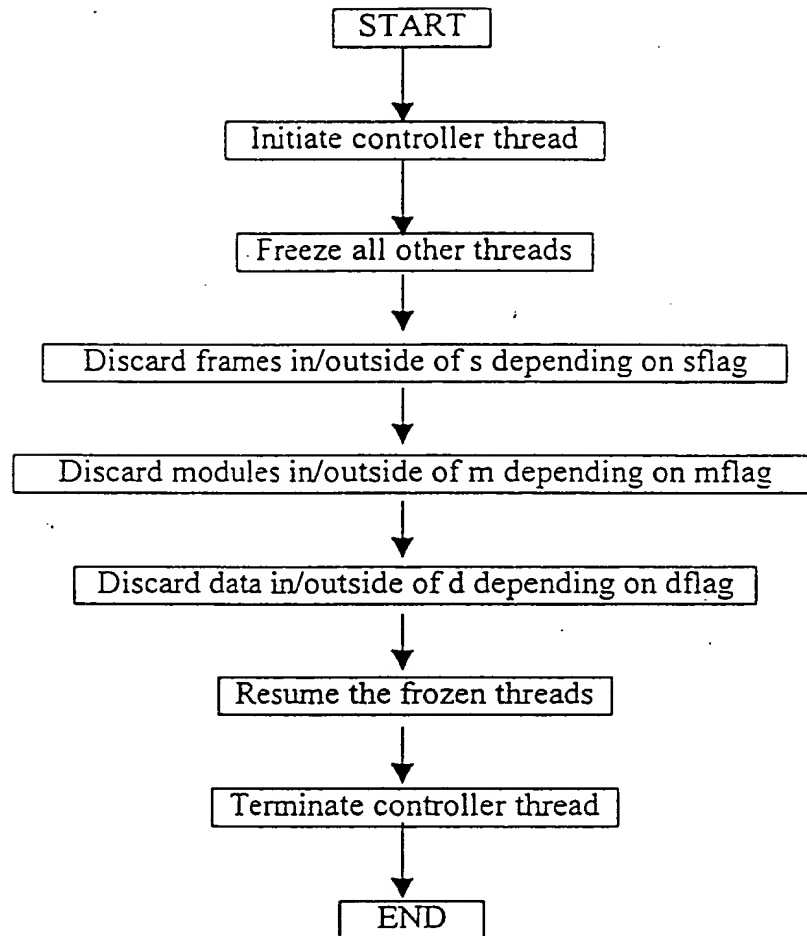 START
Initiate controller thread
Freeze all other threads
Discard frames in/outside of s depending on sflag
Discard modules in/outside of m depending on mflag
Discard data in/outside of d depending on dflag
Resume the frozen threads
Terminate controller thread
END